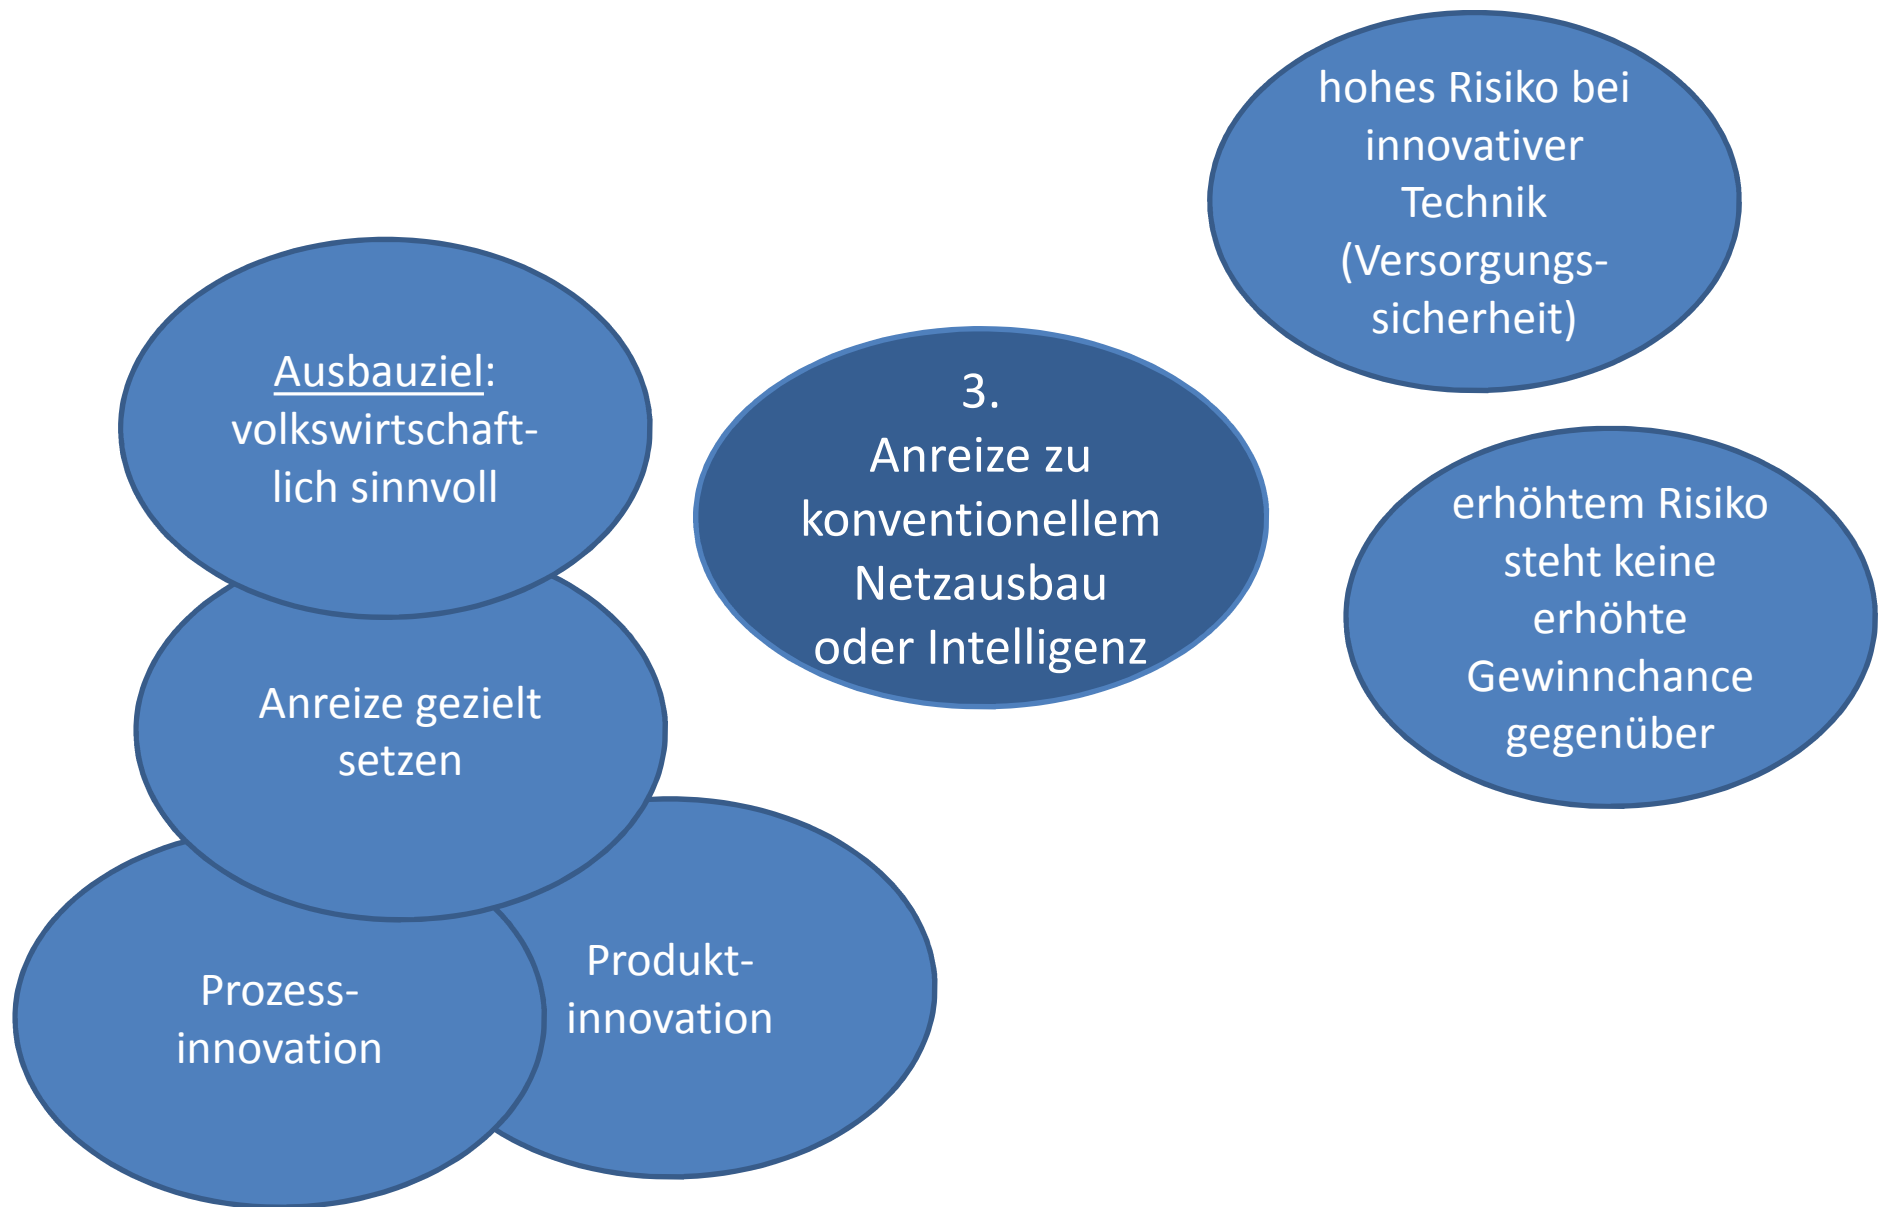 hohes Risiko bei
innovativer
Technik
(Versorgungs-
sicherheit)
Ausbauziel:
volkswirtschaft-
lich sinnvoll
3.
Anreize zu
konventionellem
Netzausbau
oder Intelligenz
erhöhtem Risiko
steht keine
erhöhte
Gewinnchance
gegenüber
Anreize gezielt
setzen
Prozess-
innovation
Produkt-
innovation